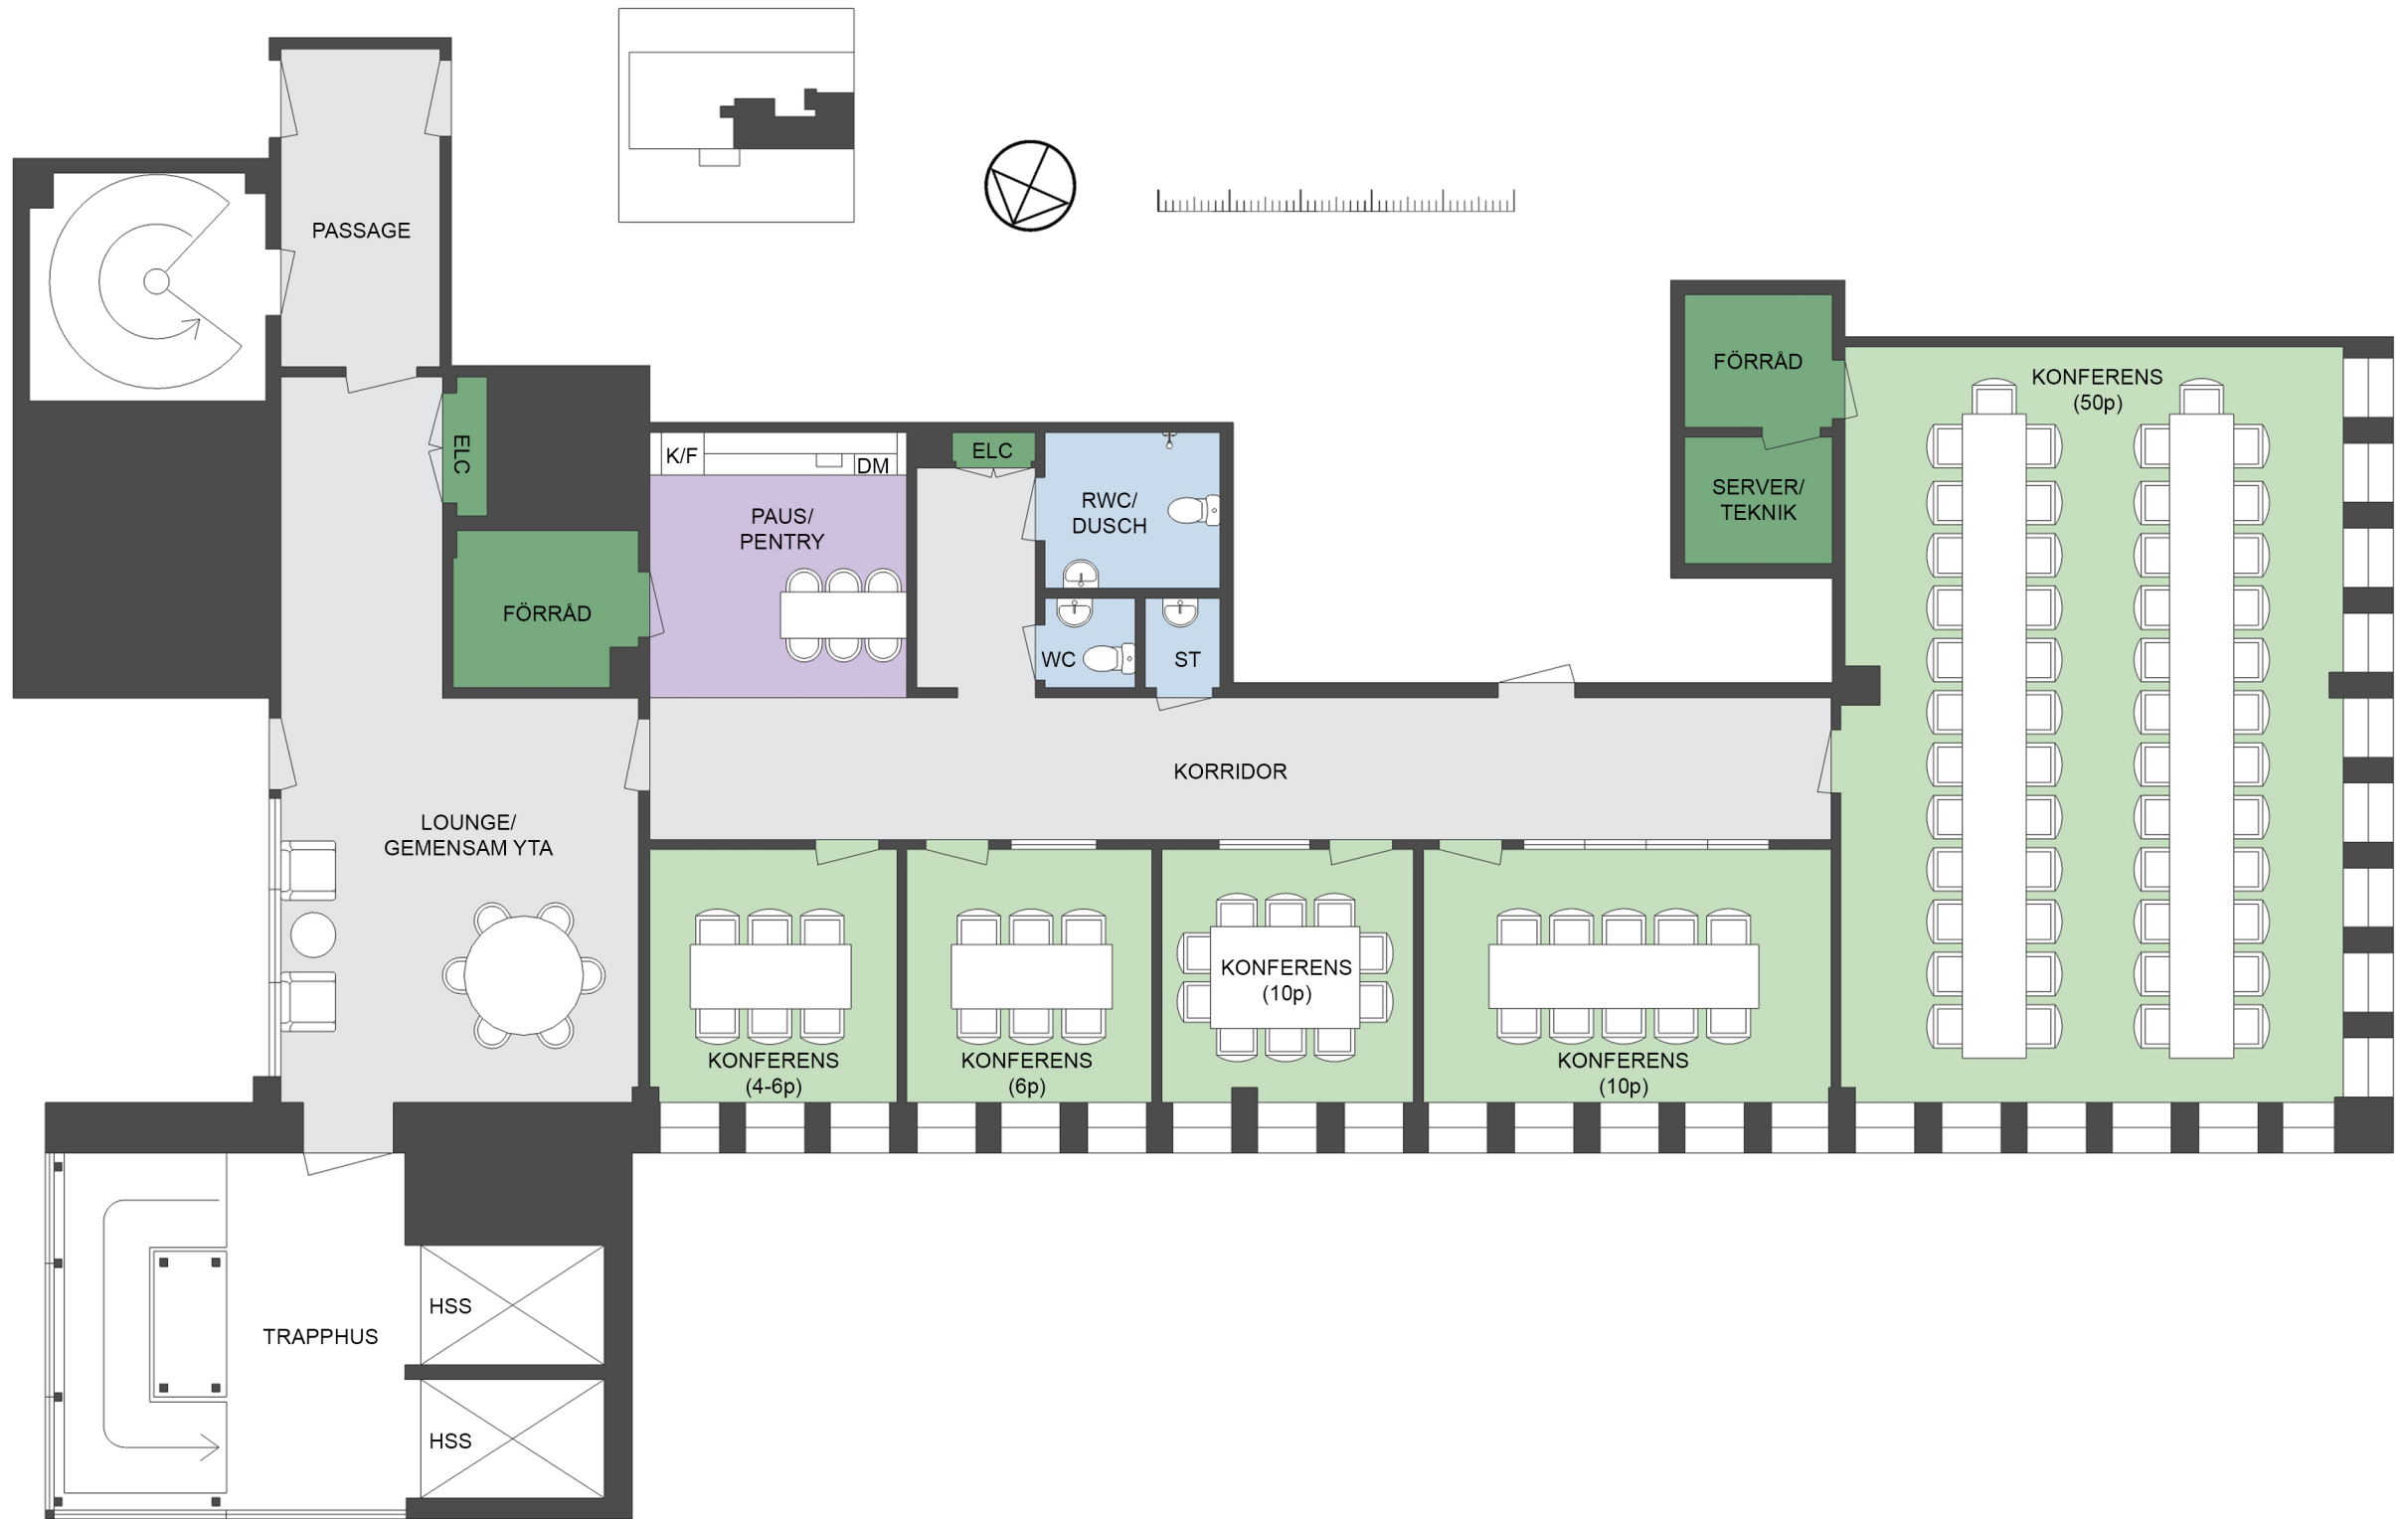 PASSAGE
ELC
FÖRRÅD
K/F
DM
PAUS/
PENTRY
ELC
RWC/
DUSCH
WC
ST
FÖRRÅD
SERVER/
TEKNIK
KONFERENS
(50p)
KORRIDOR
LOUNGE/
GEMENSAM YTA
KONFERENS
(4-6p)
KONFERENS
(6p)
KONFERENS
(10p)
KONFERENS
(10p)
TRAPPHUS
HSS
HSS